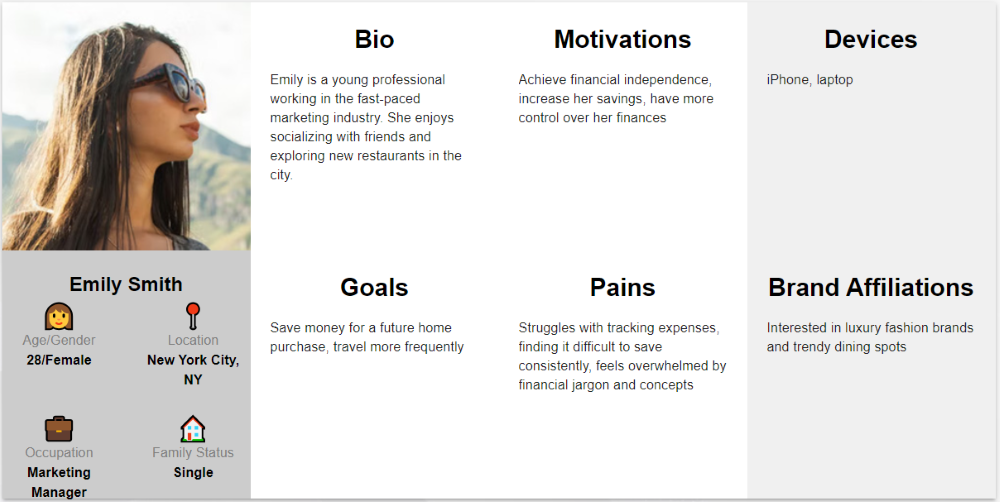 Bio
Emily is a young professional
working in the fast-paced
marketing industry. She enjoys
socializing with friends and
exploring new restaurants in the
city.
Motivations
Achieve financial independence,
increase her savings, have more
control over her finances
Devices
iPhone, laptop
Emily Smith
Age/Gender
28/Female
Location
New York City,
NY
Occupation
Marketing
Manager
Family Status
Single
Goals
Save money for a future home
purchase, travel more frequently
Pains
Struggles with tracking expenses,
finding it difficult to save
consistently, feels overwhelmed by
financial jargon and concepts
Brand Affiliations
Interested in luxury fashion brands
and trendy dining spots